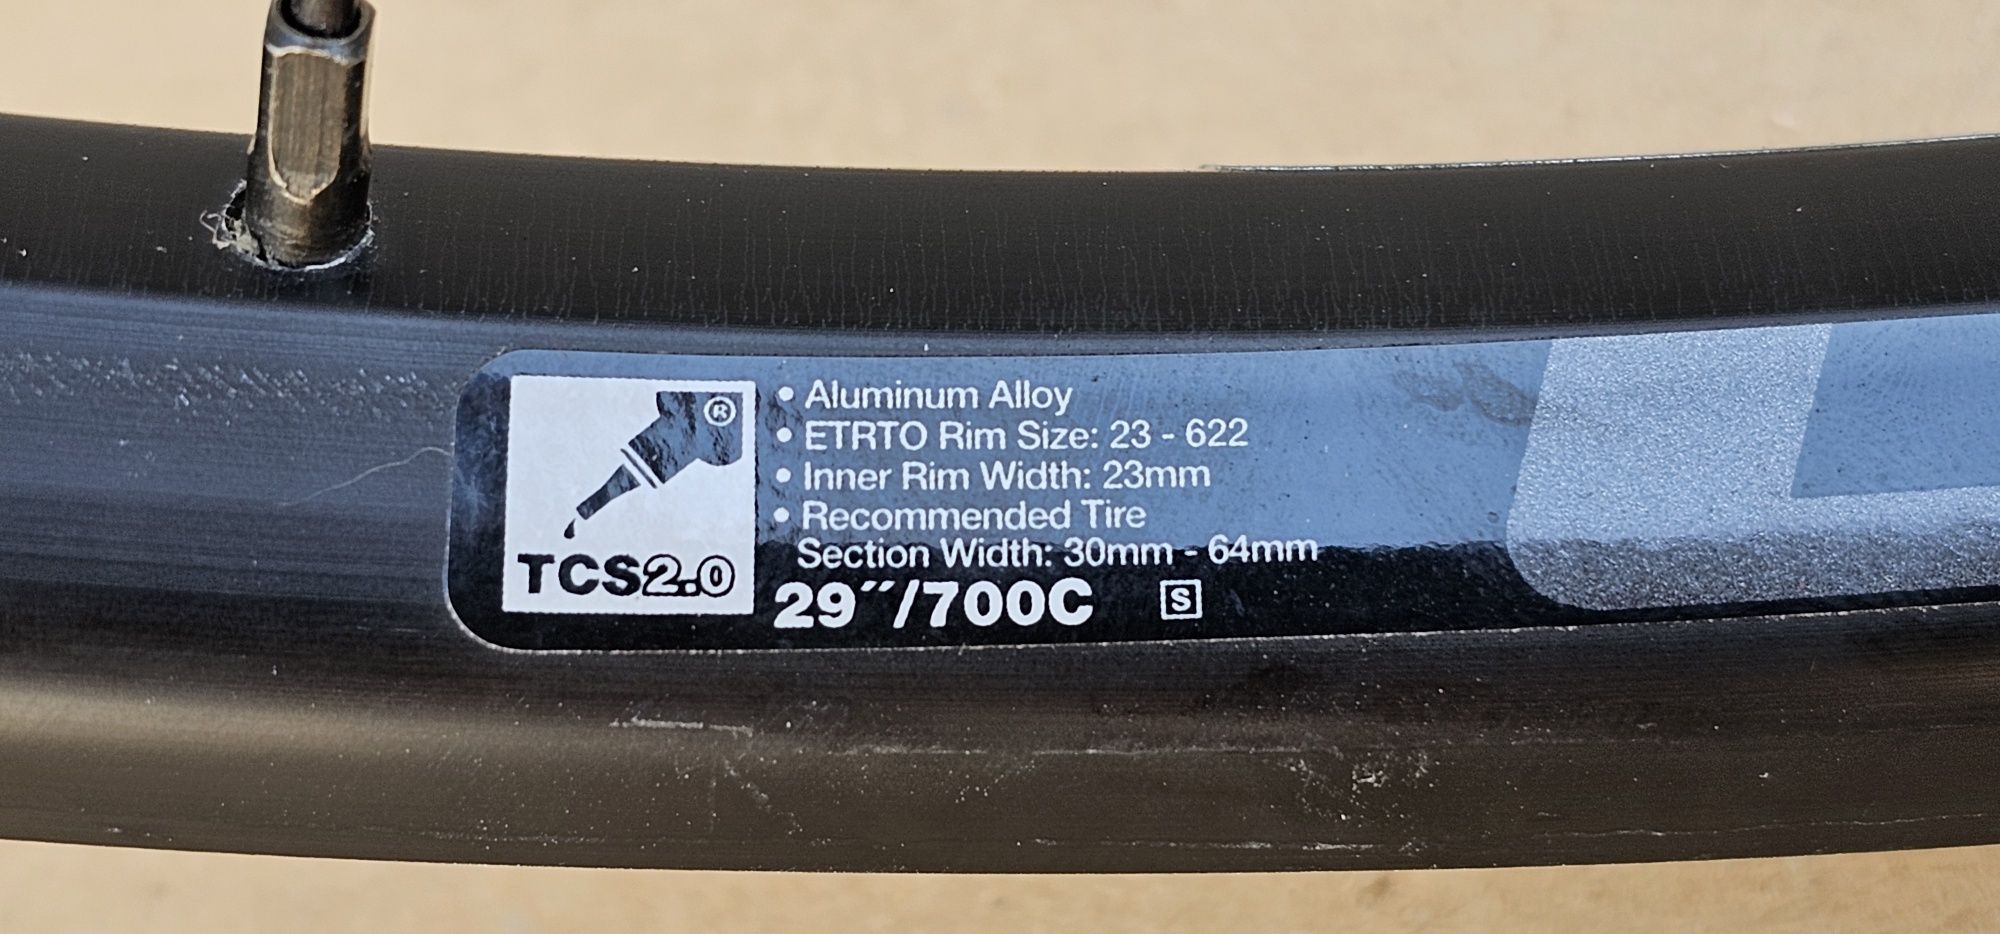 ®
TCS2.0
• Aluminum Alloy
• ETRTO Rim Size: 23 - 622
• Inner Rim Width: 23mm
• Recommended Tire
Section Width: 30mm - 64mm
29˝/700C S